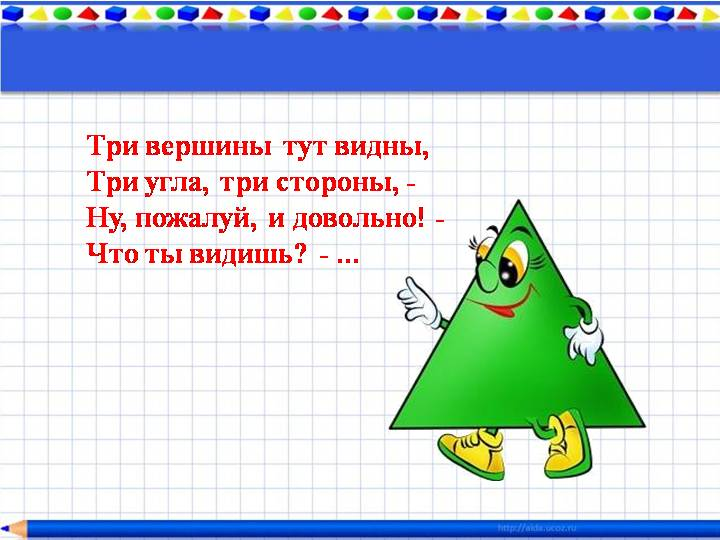 Три вершины тут видны,
Три угла, три стороны, -
Ну, пожалуй, и довольно! -
Что ты видишь? - ...
http://aida.ucoz.ru